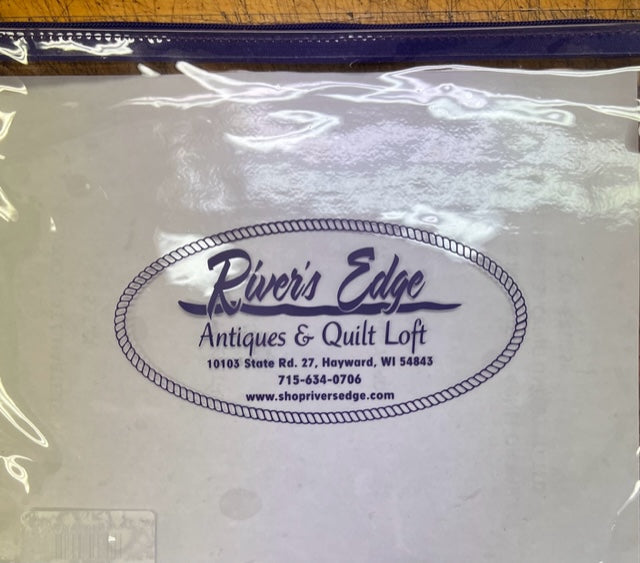 River's Edge
Antiques & Quilt Loft
10103 State Rd. 27, Hayward, WI 54843
715-634-0706
www.shopriversedge.com